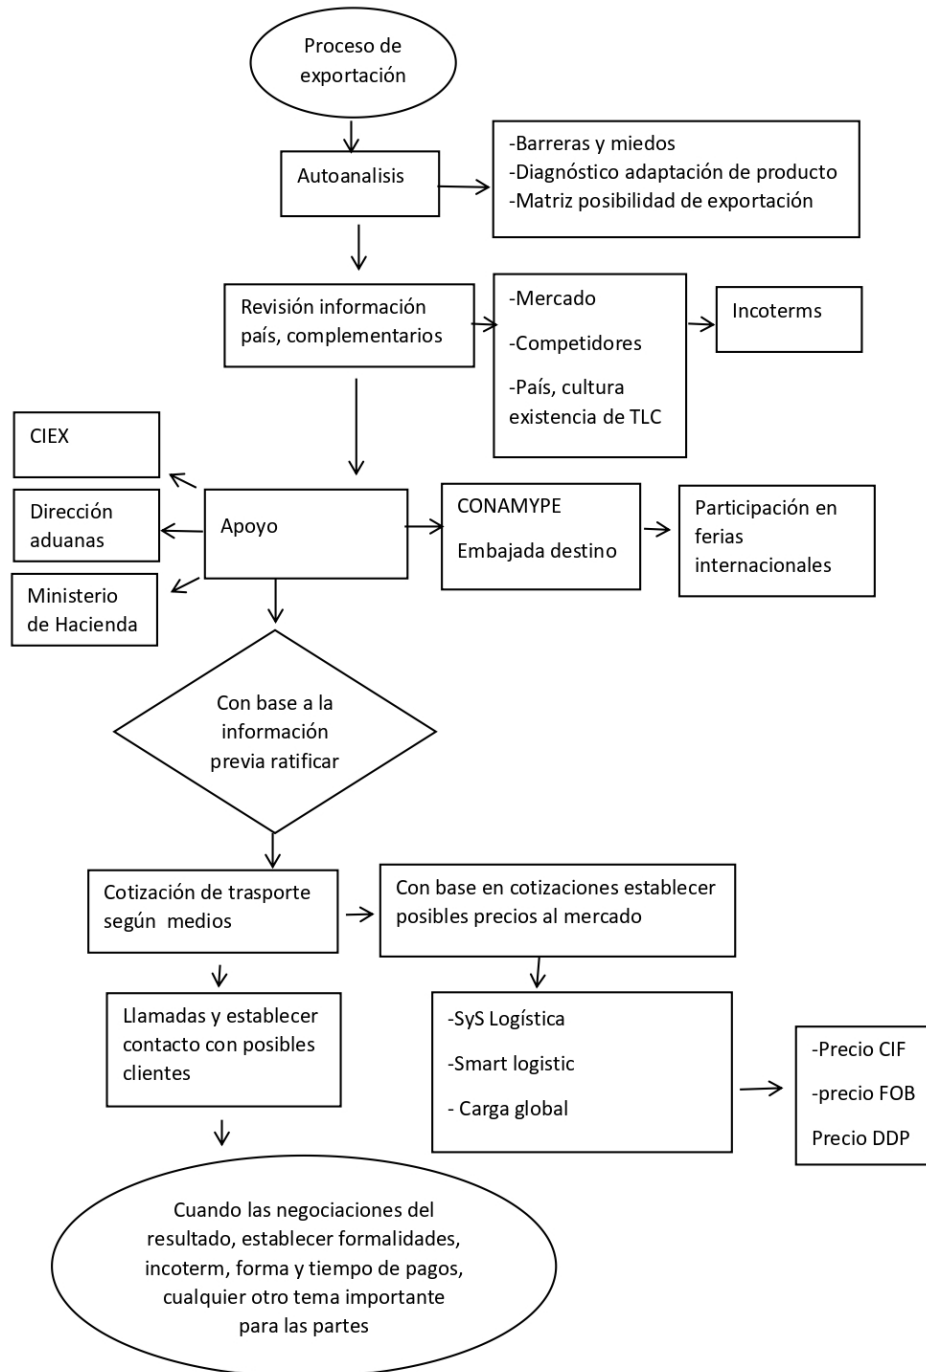 Proceso de
exportación
Autoanalisis
-Barreras y miedos
-Diagnóstico adaptación de producto
-Matriz posibilidad de exportación
Revisión información
país, complementarios
-Mercado
-Competidores
-País, cultura
existencia de TLC
Incoterms
CIEX
Dirección
aduanas
Ministerio
de Hacienda
Apoyo
CONAMYPE
Embajada destino
Participación en
ferias
internacionales
Con base a la
información
previa ratificar
Cotización de trasporte
según medios
Con base en cotizaciones establecer
posibles precios al mercado
Llamadas y establecer
contacto con posibles
clientes
-SyS Logística
-Smart logistic
- Carga global
-Precio CIF
-precio FOB
Precio DDP
Cuando las negociaciones del
resultado, establecer formalidades,
incoterm, forma y tiempo de pagos,
cualquier otro tema importante
para las partes